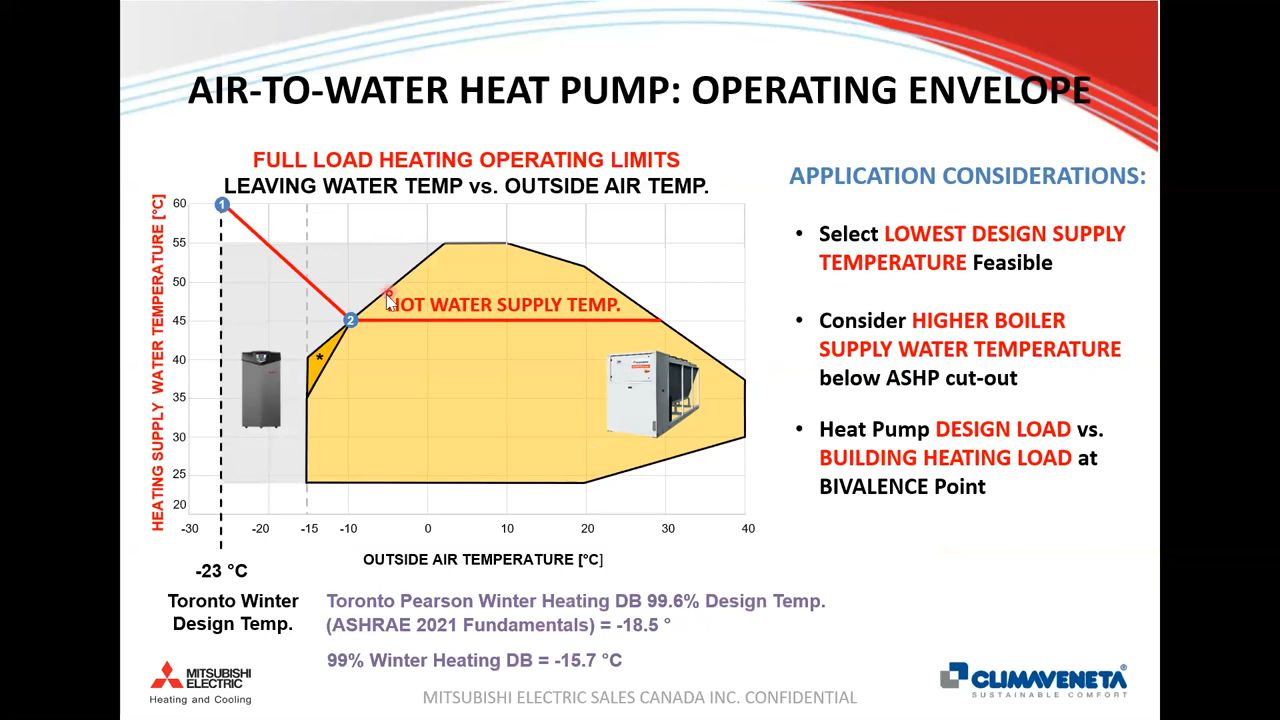 AIR-TO-WATER HEAT PUMP: OPERATING ENVELOPE
FULL LOAD HEATING OPERATING LIMITS
LEAVING WATER TEMP vs. OUTSIDE AIR TEMP.
HEATING SUPPLY WATER TEMPERATURE [°C]
60
55
50
45
40
35
30
25
20
1
2
HOT WATER SUPPLY TEMP.
*
CLIMAVENETA
-30
-20
-15
-10
0
10
20
30
40
OUTSIDE AIR TEMPERATURE [°C]
-23 °C
Toronto Winter
Design Temp.
Toronto Pearson Winter Heating DB 99.6% Design Temp.
(ASHRAE 2021 Fundamentals) = -18.5 °
99% Winter Heating DB = -15.7 °C
APPLICATION CONSIDERATIONS:
• Select LOWEST DESIGN SUPPLY
TEMPERATURE Feasible
• Consider HIGHER BOILER
SUPPLY WATER TEMPERATURE
below ASHP cut-out
• Heat Pump DESIGN LOAD vs.
BUILDING HEATING LOAD at
BIVALENCE Point
MITSUBISHI
ELECTRIC
Heating and Cooling
MITSUBISHI ELECTRIC SALES CANADA INC. CONFIDENTIAL
CLIMAVENETA
SUSTAINABLE COMFORT